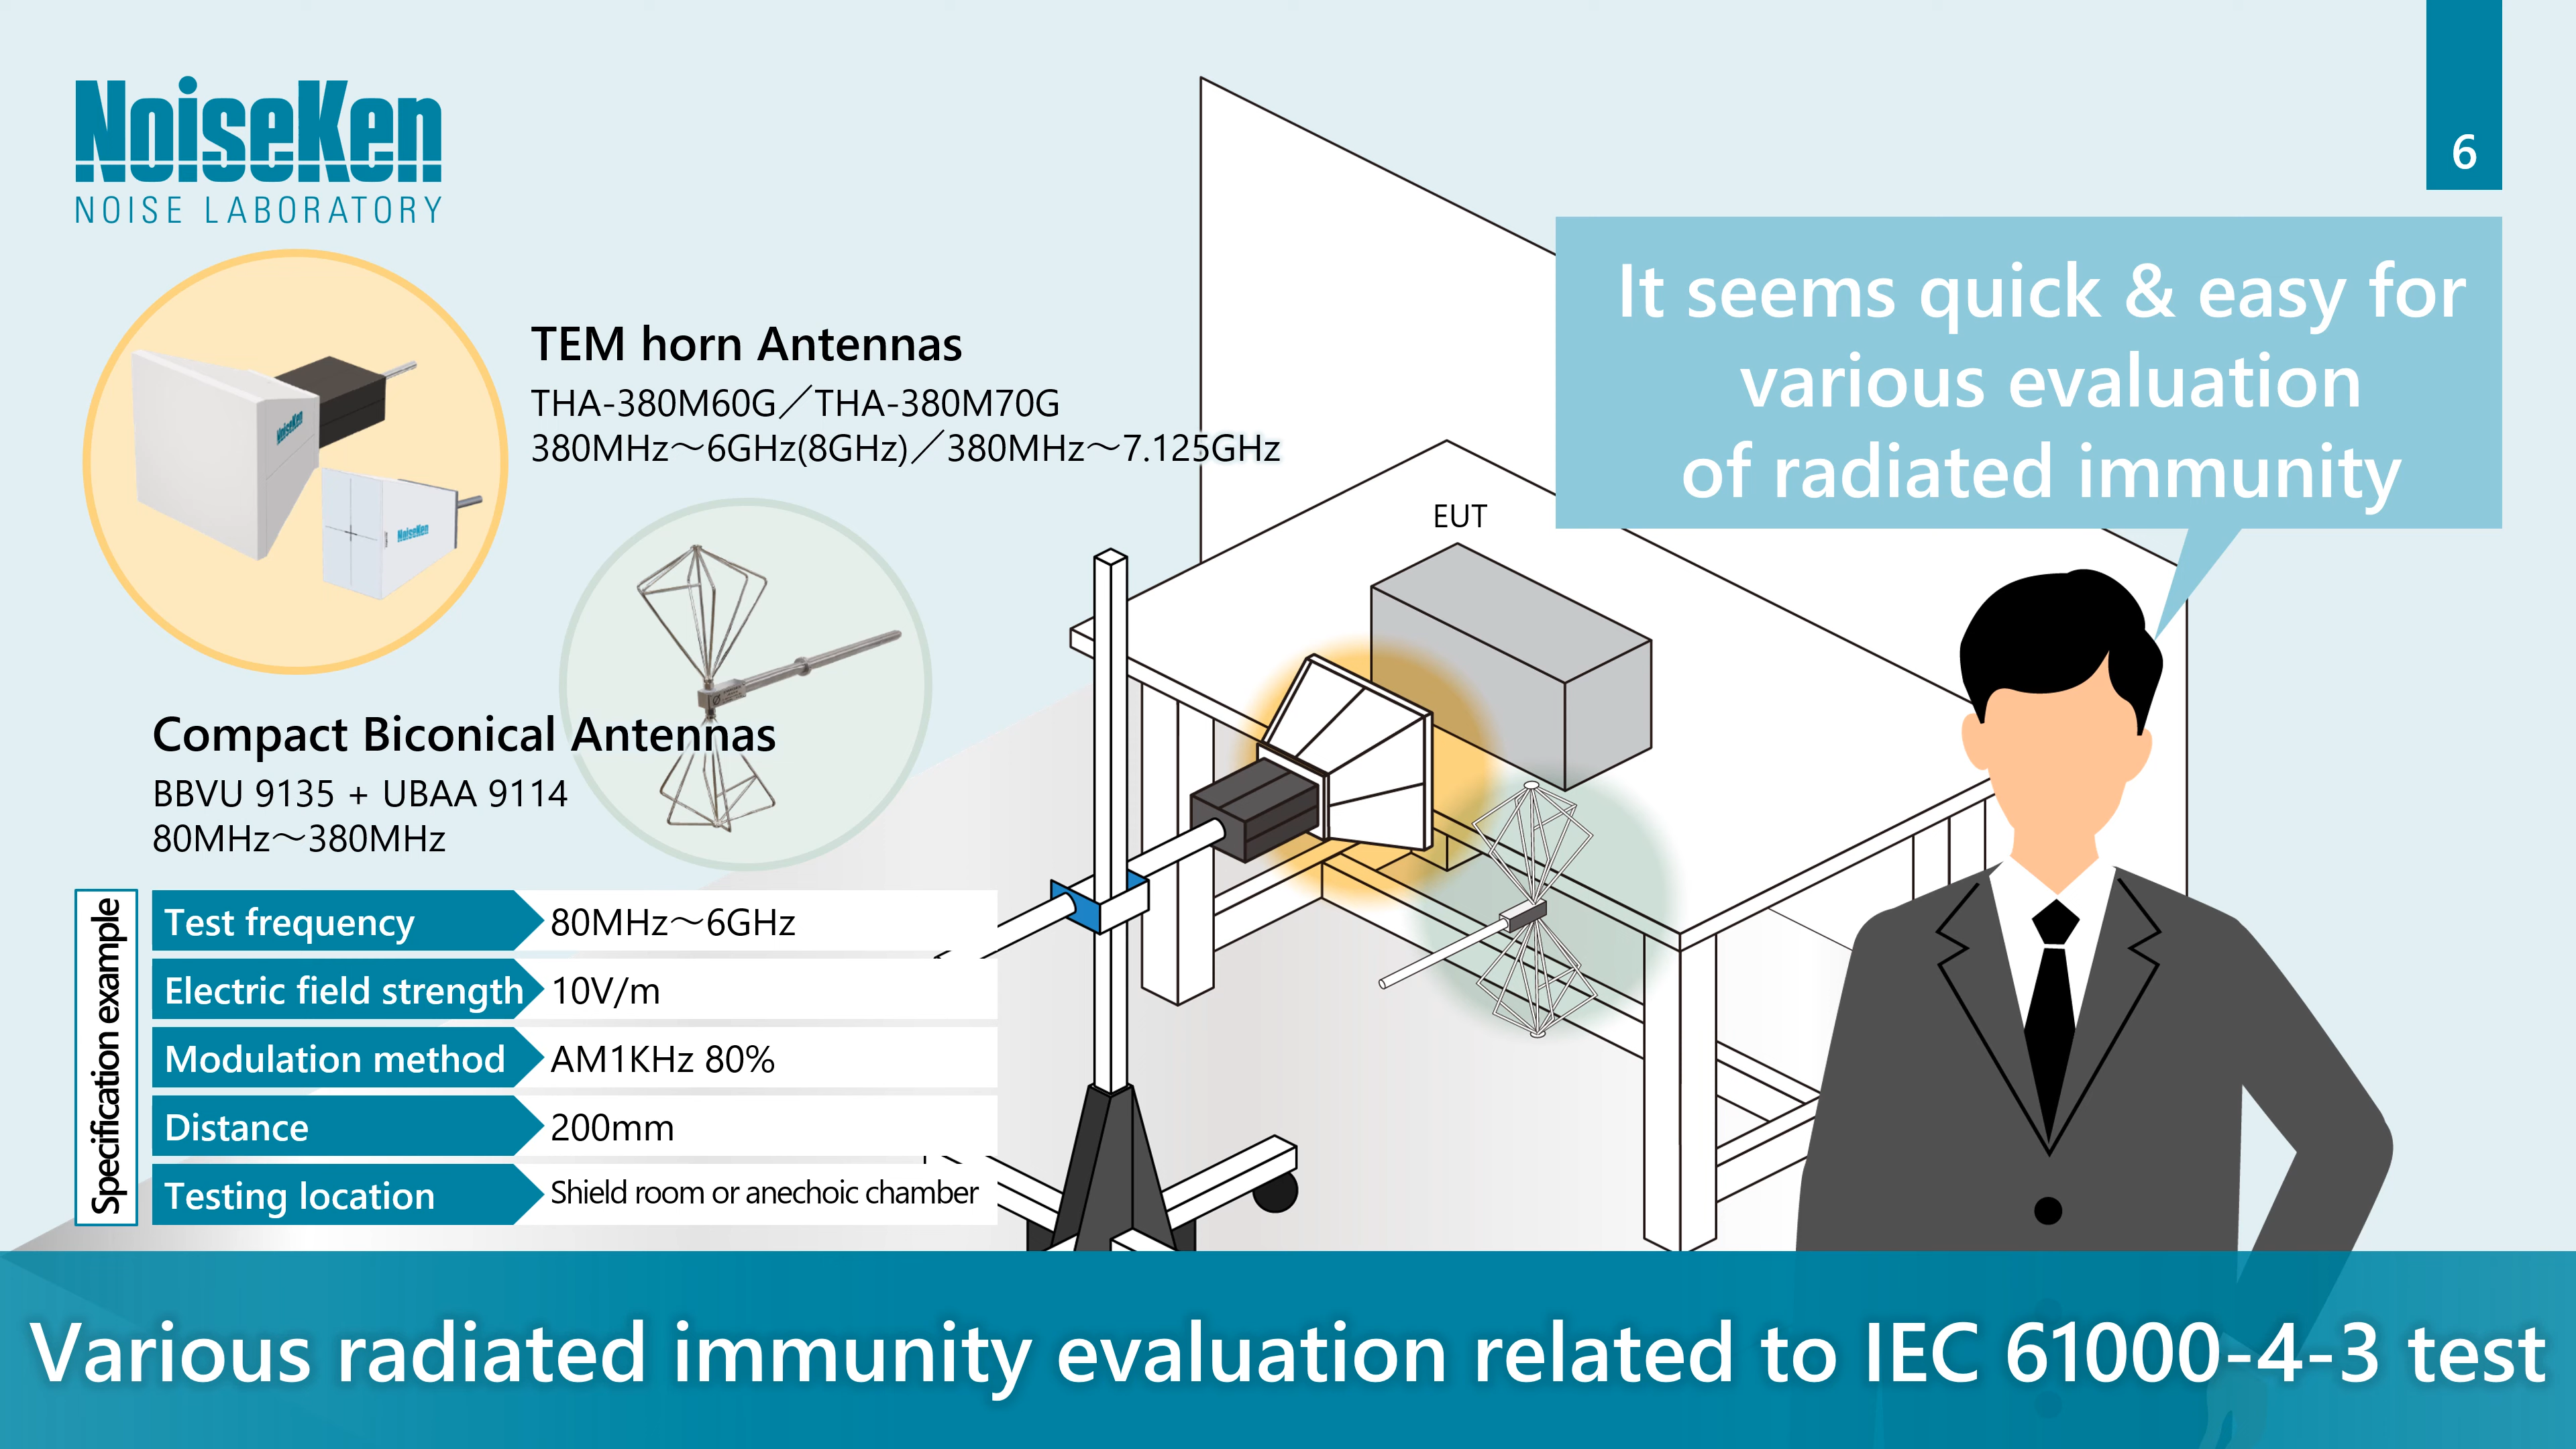 NoiseKen
NOISE LABORATORY
6
It seems quick & easy for
various evaluation
of radiated immunity
NoiseKen
NoiseKen
TEM horn Antennas
THA-380M60G／THA-380M70G
380MHz～6GHz(8GHz)／380MHz～7.125GHz
EUT
Compact Biconical Antennas
BBVU 9135 + UBAA 9114
80MHz～380MHz
Specification example
Test frequency 80MHz～6GHz
Electric field strength 10V/m
Modulation method AM1KHz 80%
Distance 200mm
Testing location Shield room or anechoic chamber
Various radiated immunity evaluation related to IEC 61000-4-3 test